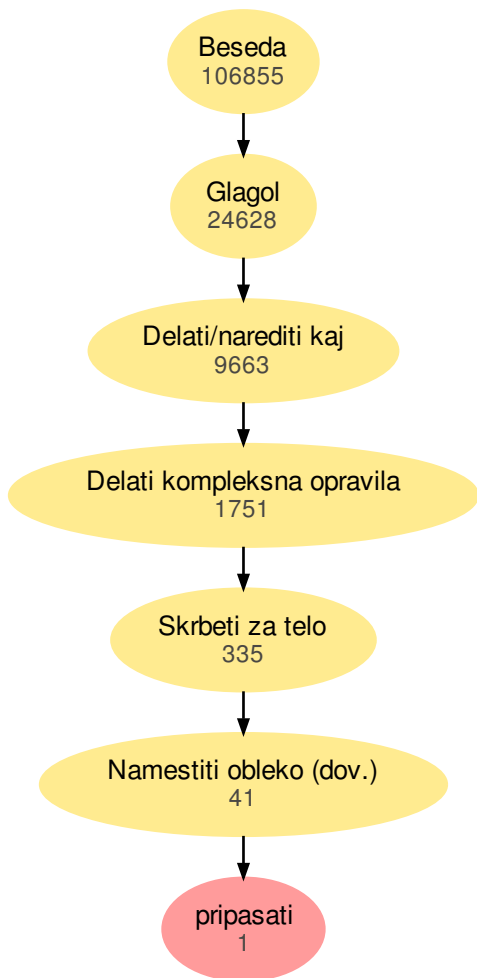 Beseda
106855
Glagol
24628
Delati/narediti kaj
9663
Delati kompleksna opravila
1751
Skrbeti za telo
335
Namestiti obleko (dov.)
41
pripasati
1